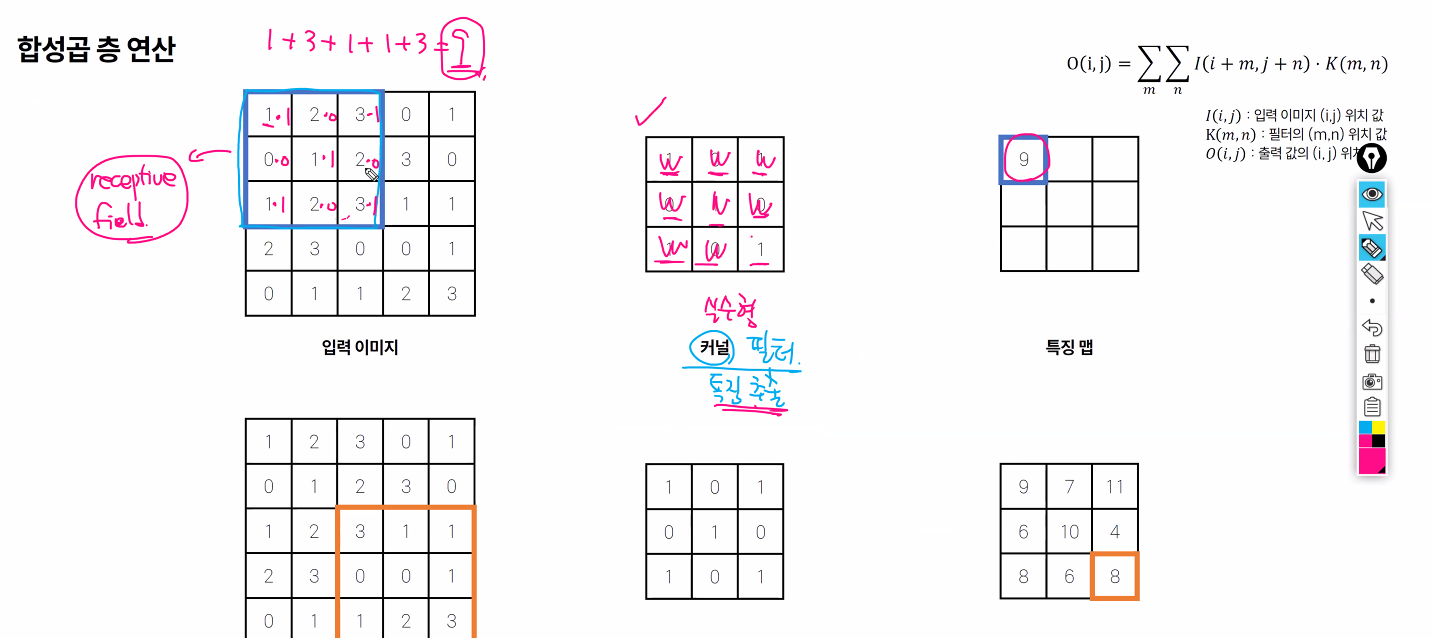 합성곱 층 연산
1+3+1+1+3=9
O(i, j) = ∑m ∑n I(i + m, j + n) · K(m, n)
I(i, j) : 입력 이미지 (i,j) 위치 값
K(m, n) : 필터의 (m,n) 위치 값
O(i, j) : 출력 값의 (i, j) 위치
1·1 2·0 3·1 0 1
0·0 1·1 2·0 3 0
1·1 2·0 3·1 1 1
2 3 0 0 1
0 1 1 2 3
receptive
field.
입력 이미지
w w w
w w w
w w 1
실수형
커널 필터.
특징 추출
9
특징 맵
1 2 3 0 1
0 1 2 3 0
1 2 3 1 1
2 3 0 0 1
0 1 1 2 3
1 0 1
0 1 0
1 0 1
9 7 11
6 10 4
8 6 8